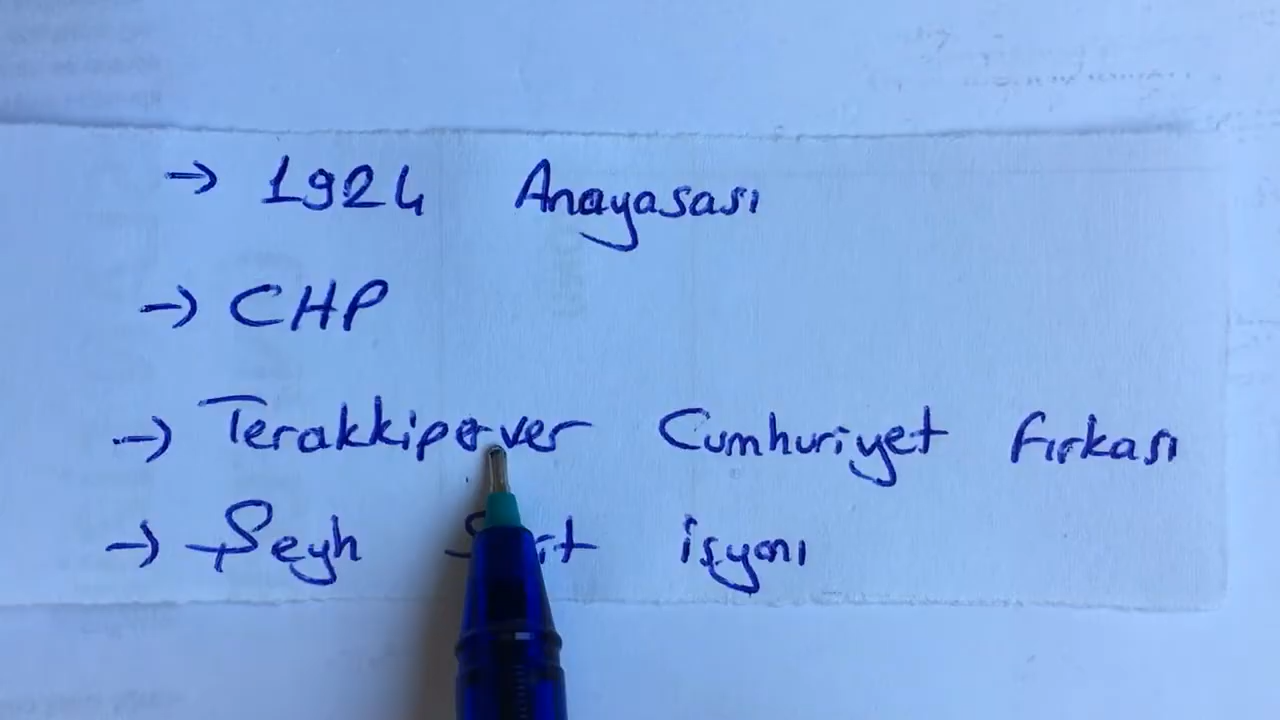 → 1924 Anayasası
→ CHP
→ Terakkiperver Cumhuriyet fırkası
→ Şeyh isyanı